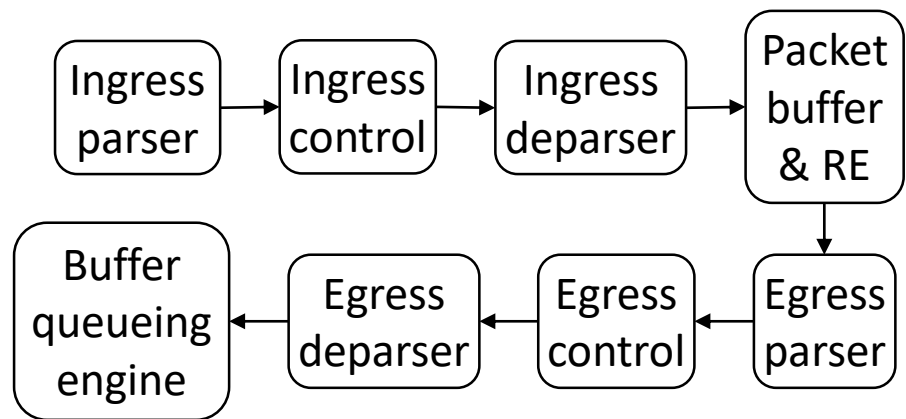 Ingress
parser
Ingress
control
Ingress
deparser
Packet
buffer
& RE
Egress
parser
Egress
control
Egress
deparser
Buffer
queueing
engine